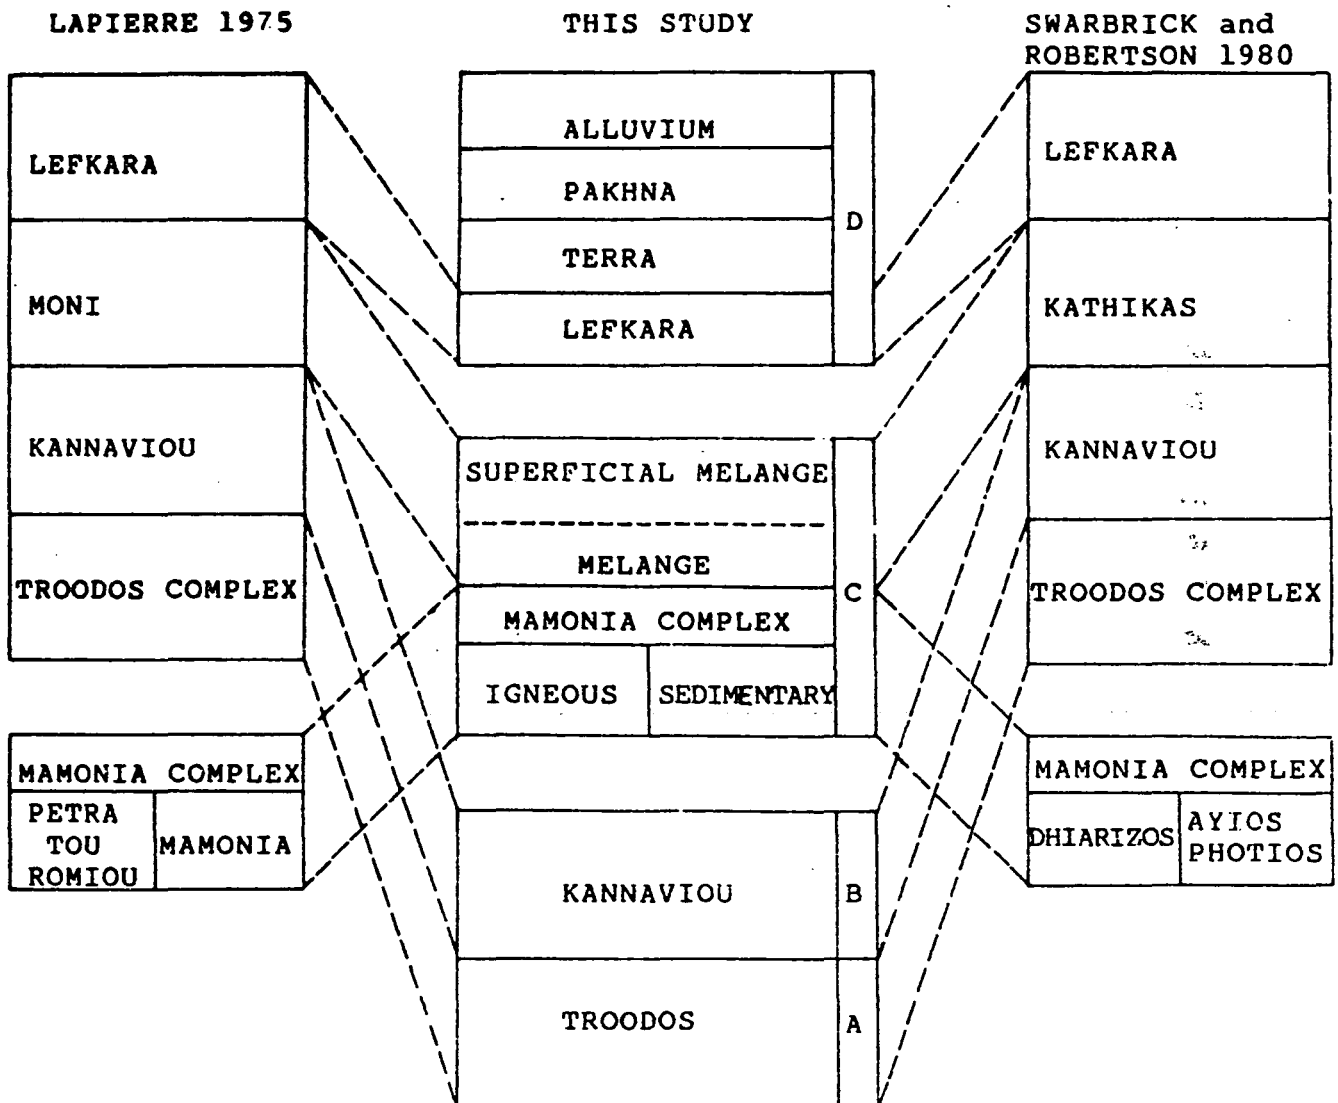 LAPIERRE 1975
LEFKARA
MONI
KANNAVIOU
TROODOS COMPLEX
MAMONIA COMPLEX
PETRA
TOU
ROMIOU
MAMONIA
THIS STUDY
ALLUVIUM
PAKHNA
TERRA
LEFKARA
D
SUPERFICIAL MELANGE
MELANGE
MAMONIA COMPLEX
IGNEOUS
SEDIMENTARY
C
KANNAVIOU
B
TROODOS
A
SWARBRICK and
ROBERTSON 1980
LEFKARA
KATHIKAS
KANNAVIOU
TROODOS COMPLEX
MAMONIA COMPLEX
DHIARIZOS
AYIOS
PHOTIOS